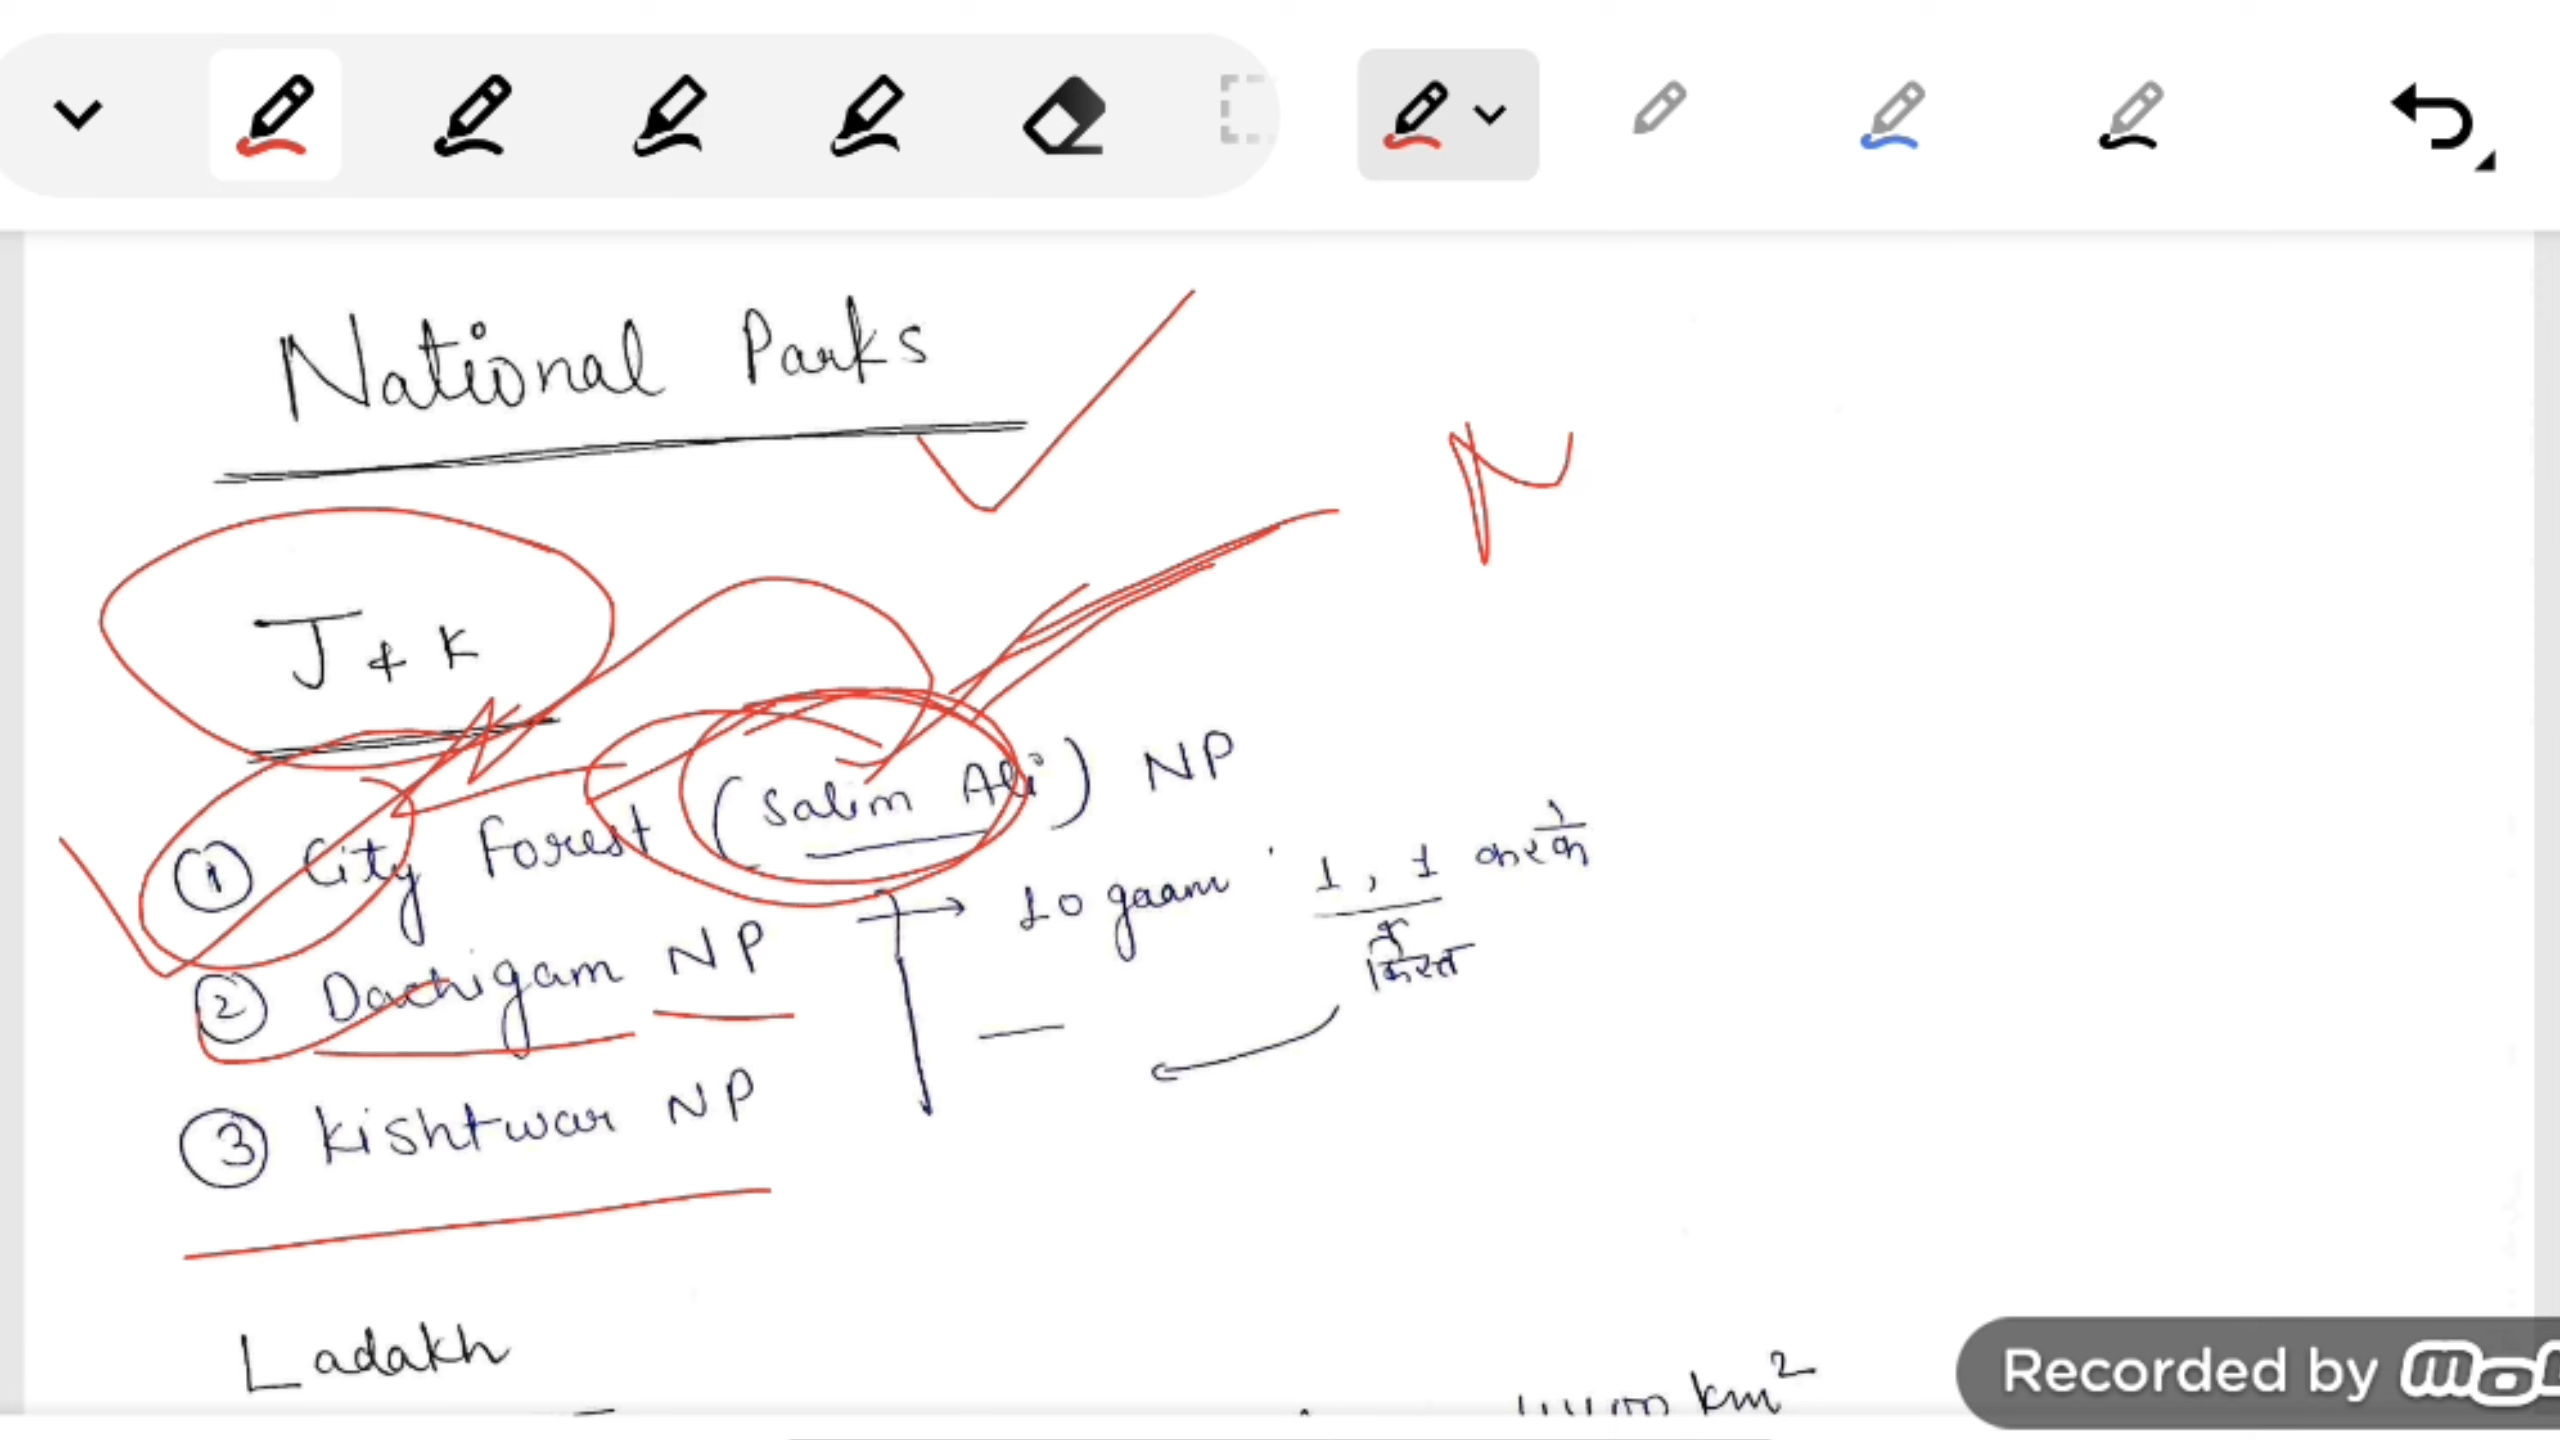 National Parks
J & K
① City Forest (Salim Ali) NP
→ 10 gaam 1, 1 करके
② Dachigam NP
③ Kishtwar NP
Ladakh
km²
Recorded by